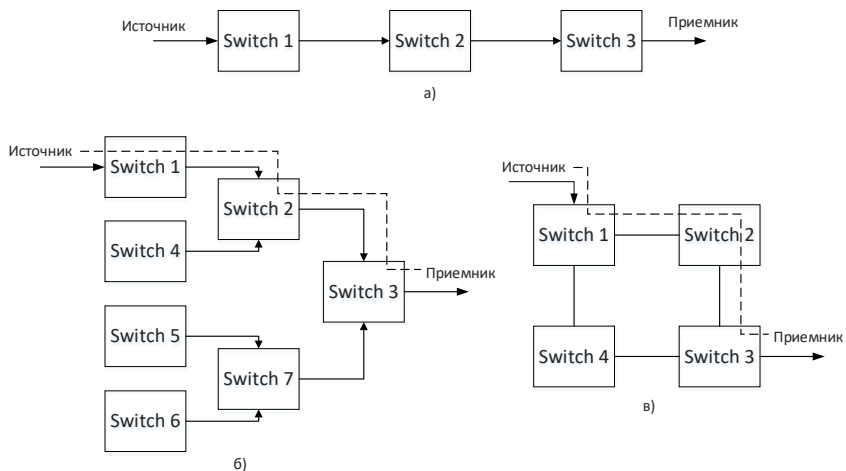 Источник
Switch 1
Switch 2
Switch 3
Приемник
а)
Источник
Switch 1
Switch 2
Switch 4
Switch 3
Приемник
Switch 5
Switch 7
Switch 6
б)
Источник
Switch 1
Switch 2
Switch 4
Switch 3
Приемник
в)